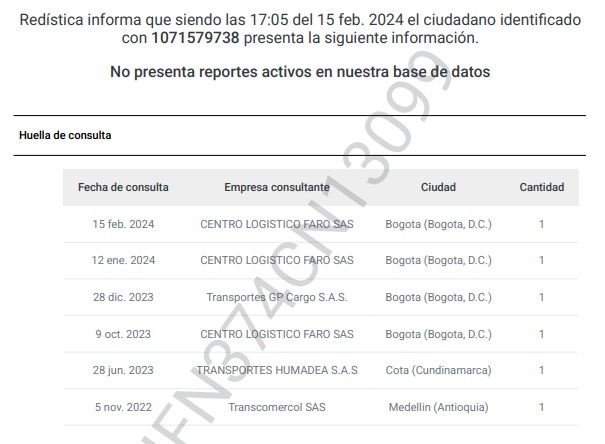 Redística informa que siendo las 17:05 del 15 feb. 2024 el ciudadano identificado
con 1071579738 presenta la siguiente información.
No presenta reportes activos en nuestra base de datos
Huella de consulta
Fecha de consulta Empresa consultante Ciudad Cantidad
15 feb. 2024 CENTRO LOGISTICO FARO SAS Bogota (Bogota, D.C.) 1
12 ene. 2024 CENTRO LOGISTICO FARO SAS Bogota (Bogota, D.C.) 1
28 dic. 2023 Transportes GP Cargo S.A.S. Bogota (Bogota, D.C.) 1
9 oct. 2023 CENTRO LOGISTICO FARO SAS Bogota (Bogota, D.C.) 1
28 jun. 2023 TRANSPORTES HUMADEA S.A.S Cota (Cundinamarca) 1
5 nov. 2022 Transcomercol SAS Medellin (Antioquia) 1